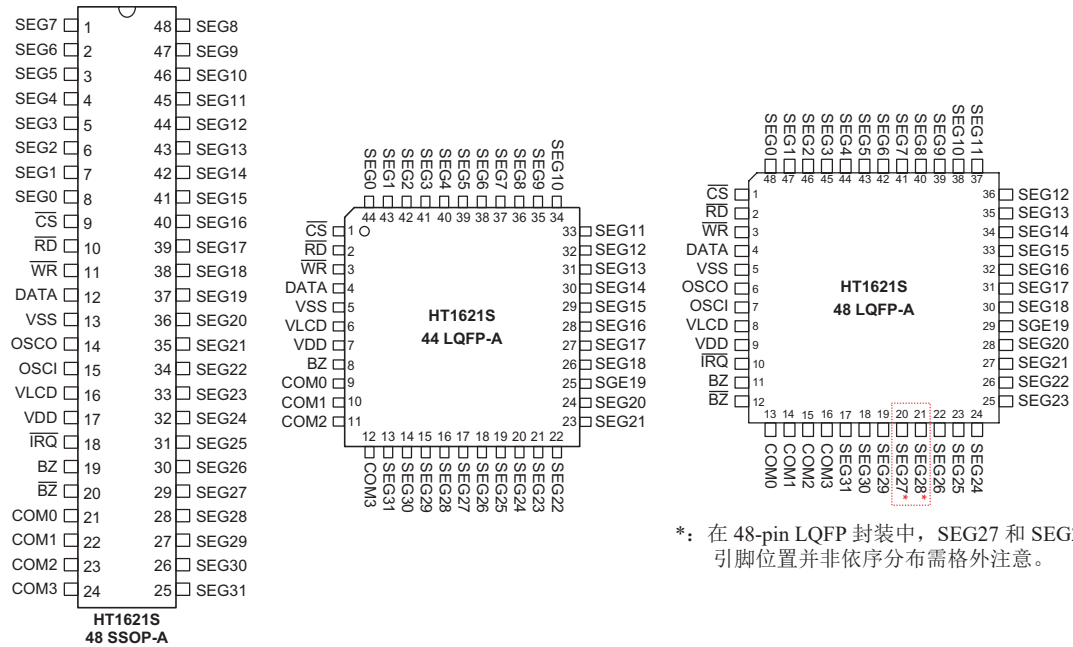 SEG7 1 48 SEG8
SEG6 2 47 SEG9
SEG5 3 46 SEG10
SEG4 4 45 SEG11
SEG3 5 44 SEG12
SEG2 6 43 SEG13
SEG1 7 42 SEG14
SEG0 8 41 SEG15
C̅S̅ 9 40 SEG16
R̅D̅ 10 39 SEG17
W̅R̅ 11 38 SEG18
DATA 12 37 SEG19
VSS 13 36 SEG20
OSCO 14 35 SEG21
OSCI 15 34 SEG22
VLCD 16 33 SEG23
VDD 17 32 SEG24
I̅R̅Q̅ 18 31 SEG25
BZ 19 30 SEG26
B̅Z̅ 20 29 SEG27
COM0 21 28 SEG28
COM1 22 27 SEG29
COM2 23 26 SEG30
COM3 24 25 SEG31
HT1621S
48 SSOP-A
SEG0 SEG1 SEG2 SEG3 SEG4 SEG5 SEG6 SEG7 SEG8 SEG9 SEG10
44 43 42 41 40 39 38 37 36 35 34
C̅S̅ 1 33 SEG11
R̅D̅ 2 32 SEG12
W̅R̅ 3 31 SEG13
DATA 4 30 SEG14
VSS 5 29 SEG15
VLCD 6 28 SEG16
VDD 7 27 SEG17
BZ 8 26 SEG18
COM0 9 25 SGE19
COM1 10 24 SEG20
COM2 11 23 SEG21
HT1621S
44 LQFP-A
12 13 14 15 16 17 18 19 20 21 22
COM3 SEG31 SEG30 SEG29 SEG28 SEG27 SEG26 SEG25 SEG24 SEG23 SEG22
SEG0 SEG1 SEG2 SEG3 SEG4 SEG5 SEG6 SEG7 SEG8 SEG9 SEG10 SEG11
48 47 46 45 44 43 42 41 40 39 38 37
C̅S̅ 1 36 SEG12
R̅D̅ 2 35 SEG13
W̅R̅ 3 34 SEG14
DATA 4 33 SEG15
VSS 5 32 SEG16
OSCO 6 31 SEG17
OSCI 7 30 SEG18
VLCD 8 29 SGE19
VDD 9 28 SEG20
I̅R̅Q̅ 10 27 SEG21
BZ 11 26 SEG22
B̅Z̅ 12 25 SEG23
HT1621S
48 LQFP-A
13 14 15 16 17 18 19 20 21 22 23 24
COM0 COM1 COM2 COM3 SEG31 SEG30 SEG29 SEG27* SEG28* SEG26 SEG25 SEG24
*：在 48-pin LQFP 封装中，SEG27 和
引脚位置并非依序分布需格外注意。